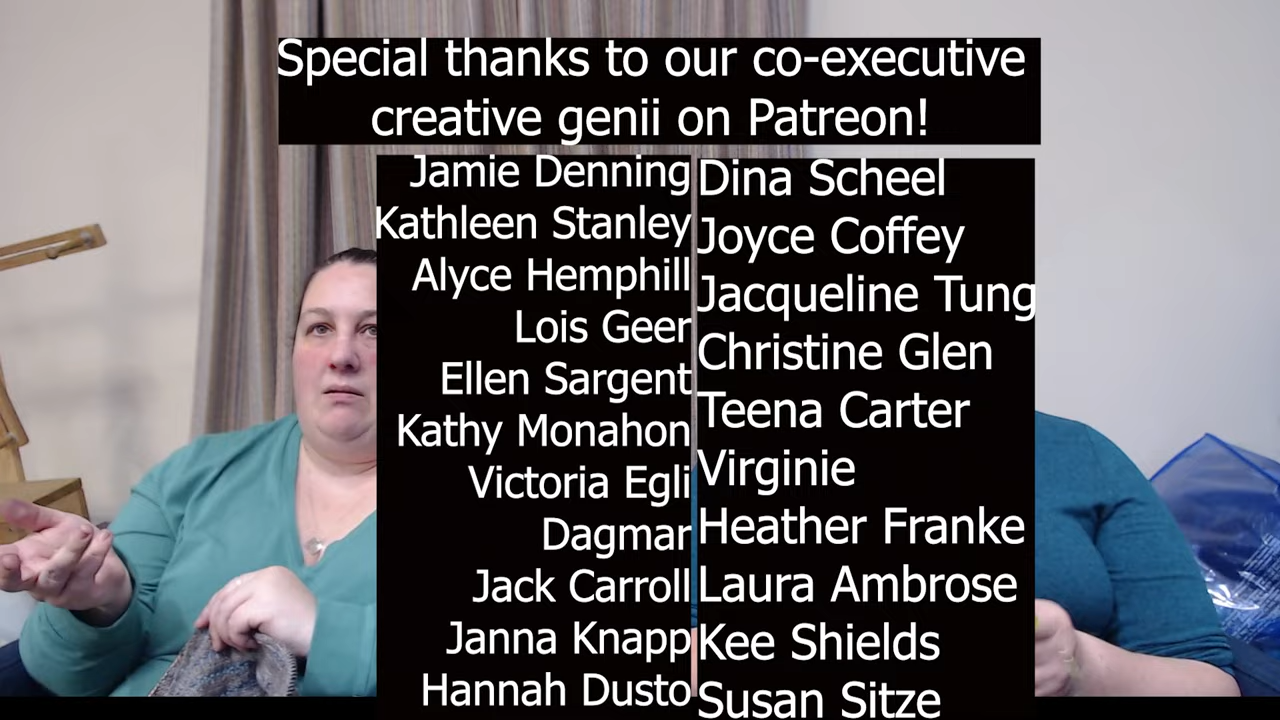 Special thanks to our co-executive
creative genii on Patreon!
Jamie Denning
Kathleen Stanley
Alyce Hemphill
Lois Geer
Ellen Sargent
Kathy Monahon
Victoria Egli
Dagmar
Jack Carroll
Janna Knapp
Hannah Dusto
Dina Scheel
Joyce Coffey
Jacqueline Tung
Christine Glen
Teena Carter
Virginie
Heather Franke
Laura Ambrose
Kee Shields
Susan Sitze